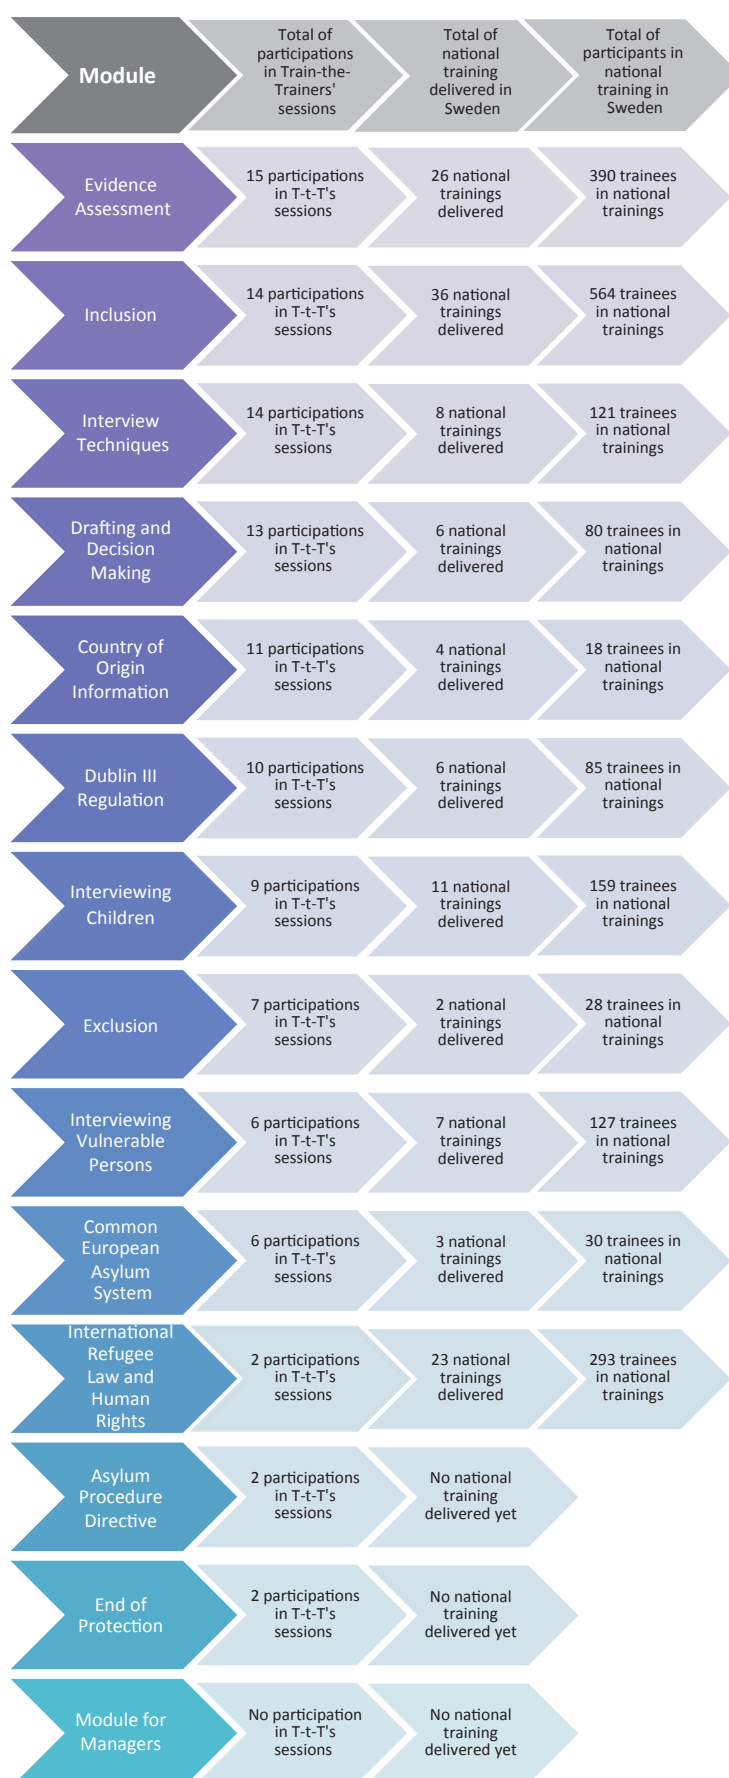 Module
Total of
participations
in Train-the-
Trainers'
sessions
Total of
national
training
delivered in
Sweden
Total of
participants in
national
training in
Sweden
Evidence
Assessment
15 participations
in T-t-T's
sessions
26 national
trainings
delivered
390 trainees
in national
trainings
Inclusion
14 participations
in T-t-T's
sessions
36 national
trainings
delivered
564 trainees
in national
trainings
Interview
Techniques
14 participations
in T-t-T's
sessions
8 national
trainings
delivered
121 trainees
in national
trainings
Drafting and
Decision
Making
13 participations
in T-t-T's
sessions
6 national
trainings
delivered
80 trainees in
national
trainings
Country of
Origin
Information
11 participations
in T-t-T's
sessions
4 national
trainings
delivered
18 trainees in
national
trainings
Dublin III
Regulation
10 participations
in T-t-T's
sessions
6 national
trainings
delivered
85 trainees in
national
trainings
Interviewing
Children
9 participations
in T-t-T's
sessions
11 national
trainings
delivered
159 trainees
in national
trainings
Exclusion
7 participations
in T-t-T's
sessions
2 national
trainings
delivered
28 trainees in
national
trainings
Interviewing
Vulnerable
Persons
6 participations
in T-t-T's
sessions
7 national
trainings
delivered
127 trainees
in national
trainings
Common
European
Asylum
System
6 participations
in T-t-T's
sessions
3 national
trainings
delivered
30 trainees in
national
trainings
International
Refugee
Law and
Human
Rights
2 participations
in T-t-T's
sessions
23 national
trainings
delivered
293 trainees
in national
trainings
Asylum
Procedure
Directive
2 participations
in T-t-T's
sessions
No national
training
delivered yet
End of
Protection
2 participations
in T-t-T's
sessions
No national
training
delivered yet
Module for
Managers
No participation
in T-t-T's
sessions
No national
training
delivered yet